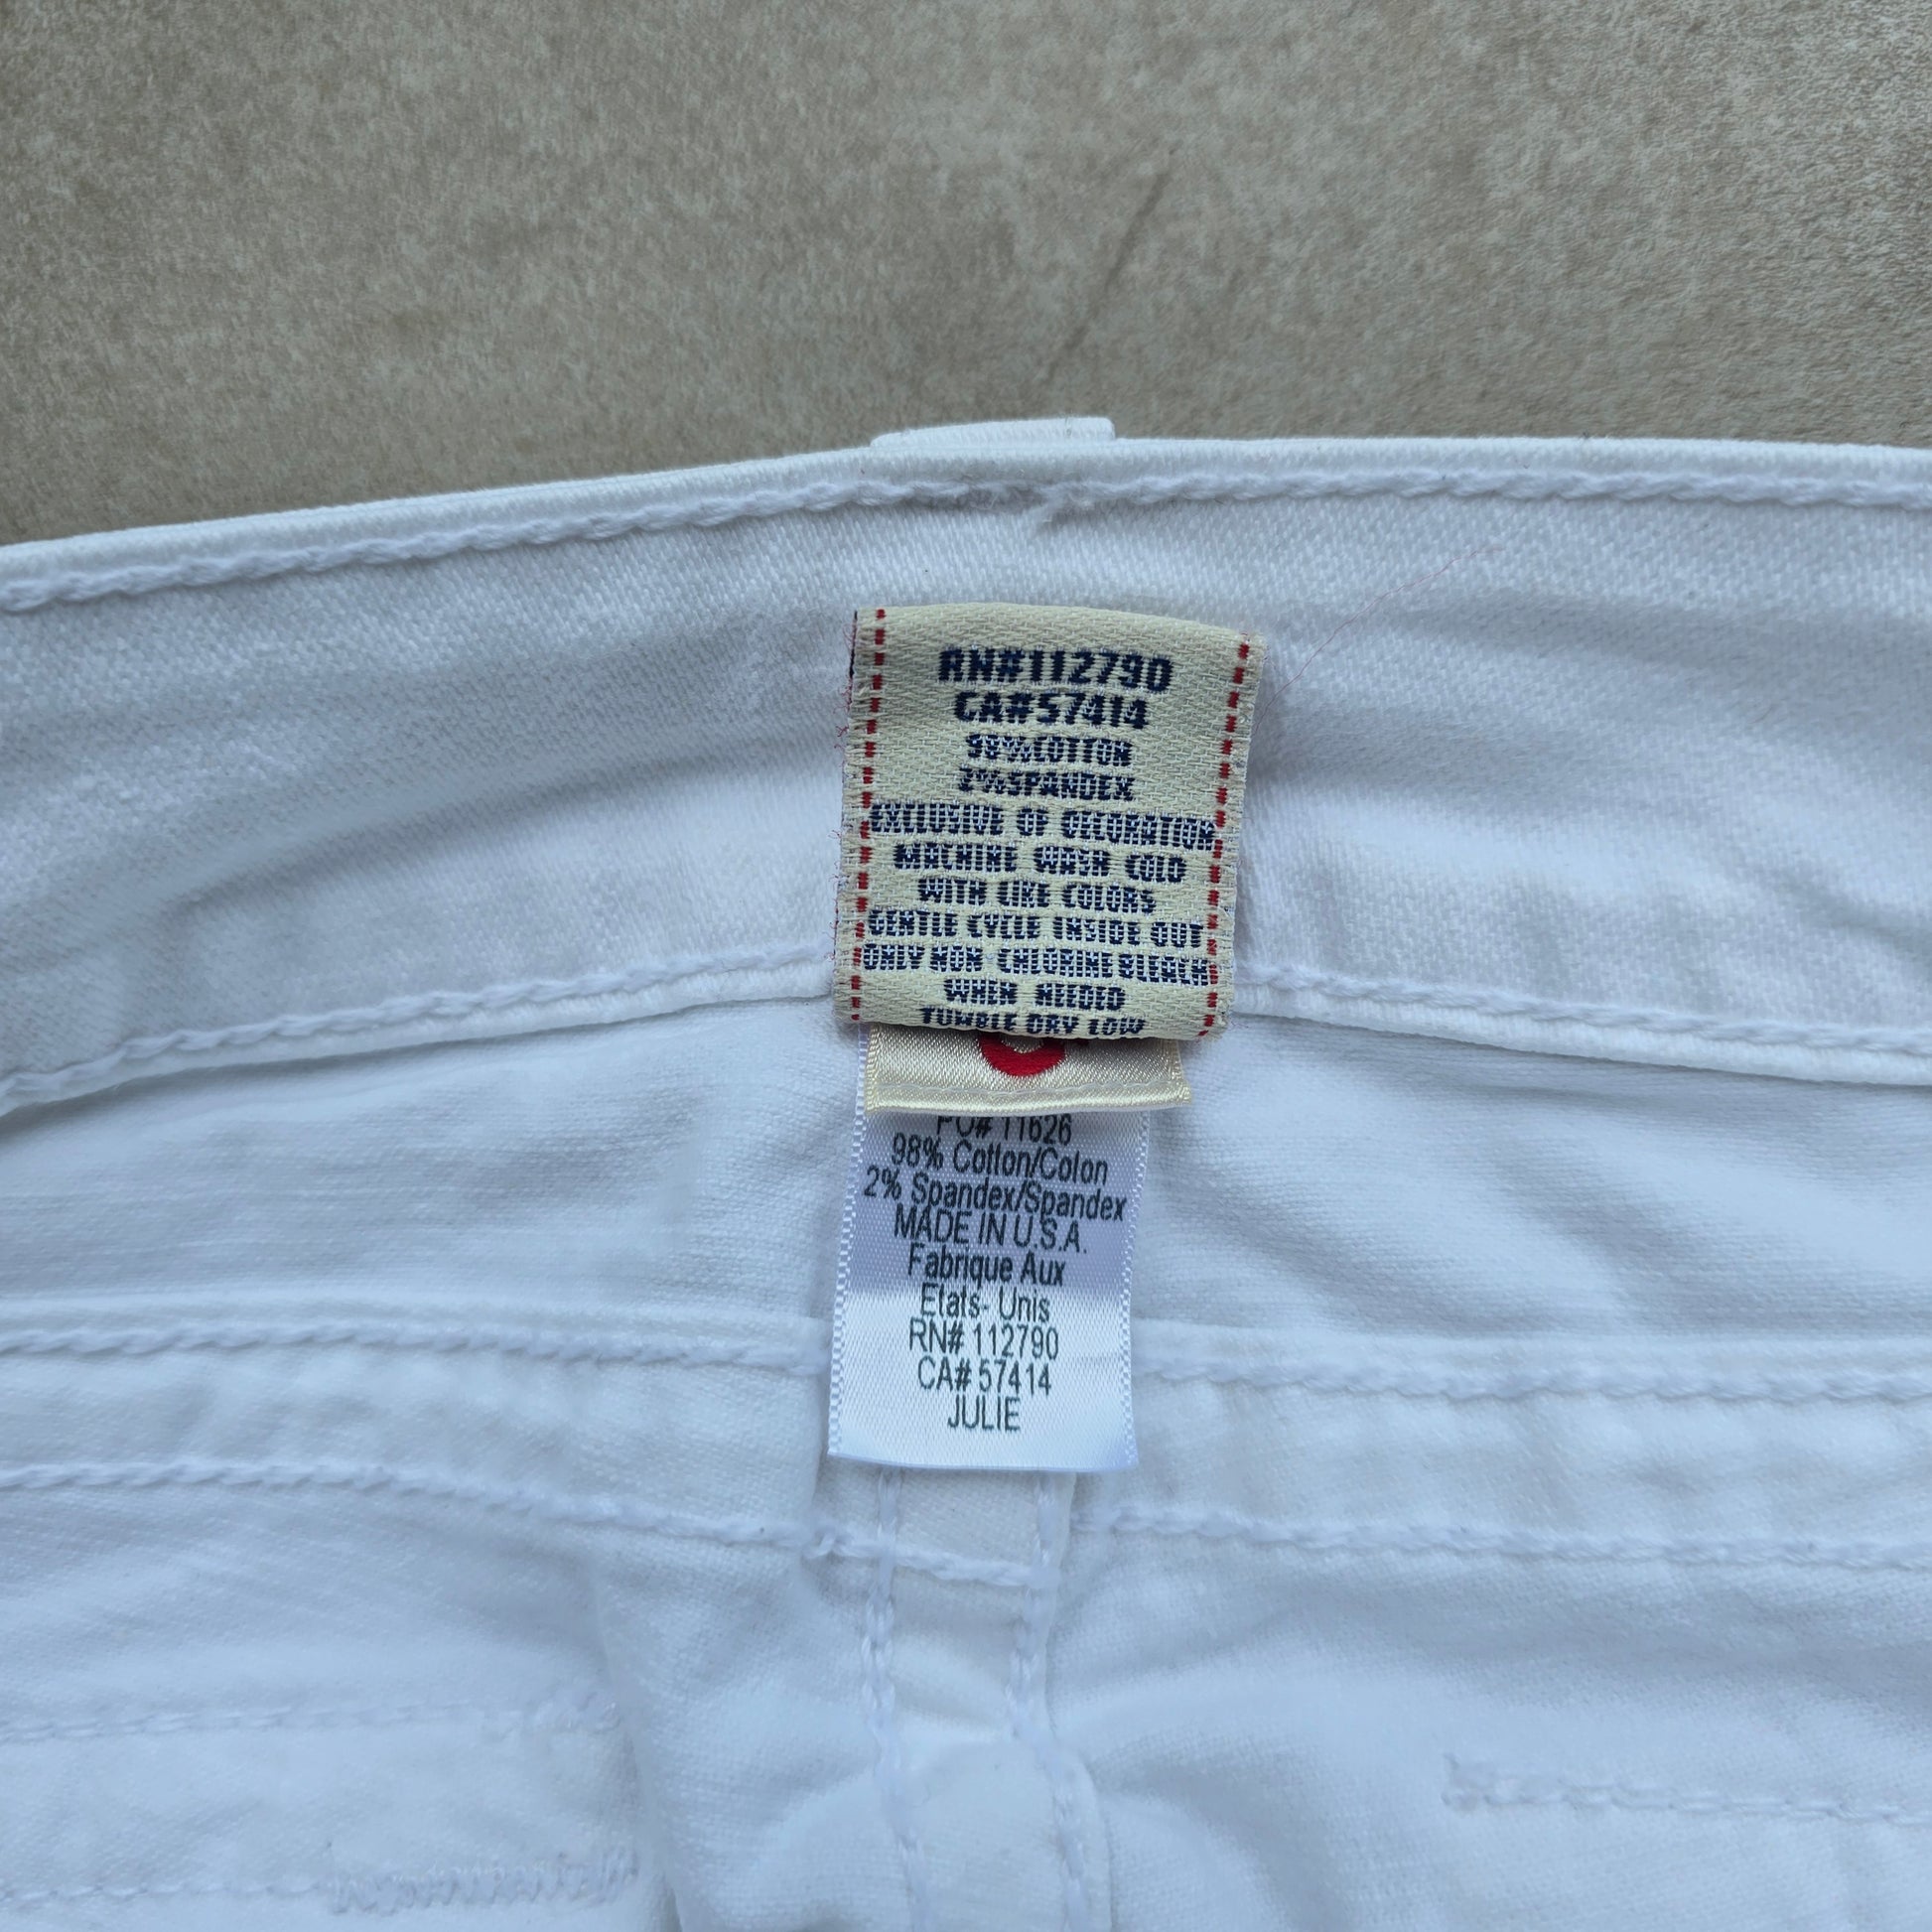 RN#112790
CA#57414
98%COTTON
2%SPANDEX
EXCLUSIVE OF DECORATION
MACHINE WASH COLD
WITH LIKE COLORS
GENTLE CYCLE INSIDE OUT
ONLY NON-CHLORINE BLEACH
WHEN NEEDED
TUMBLE DRY LOW
PO# 11626
98% Cotton/Coton
2% Spandex/Spandex
MADE IN U.S.A.
Fabrique Aux
Etats- Unis
RN# 112790
CA# 57414
JULIE